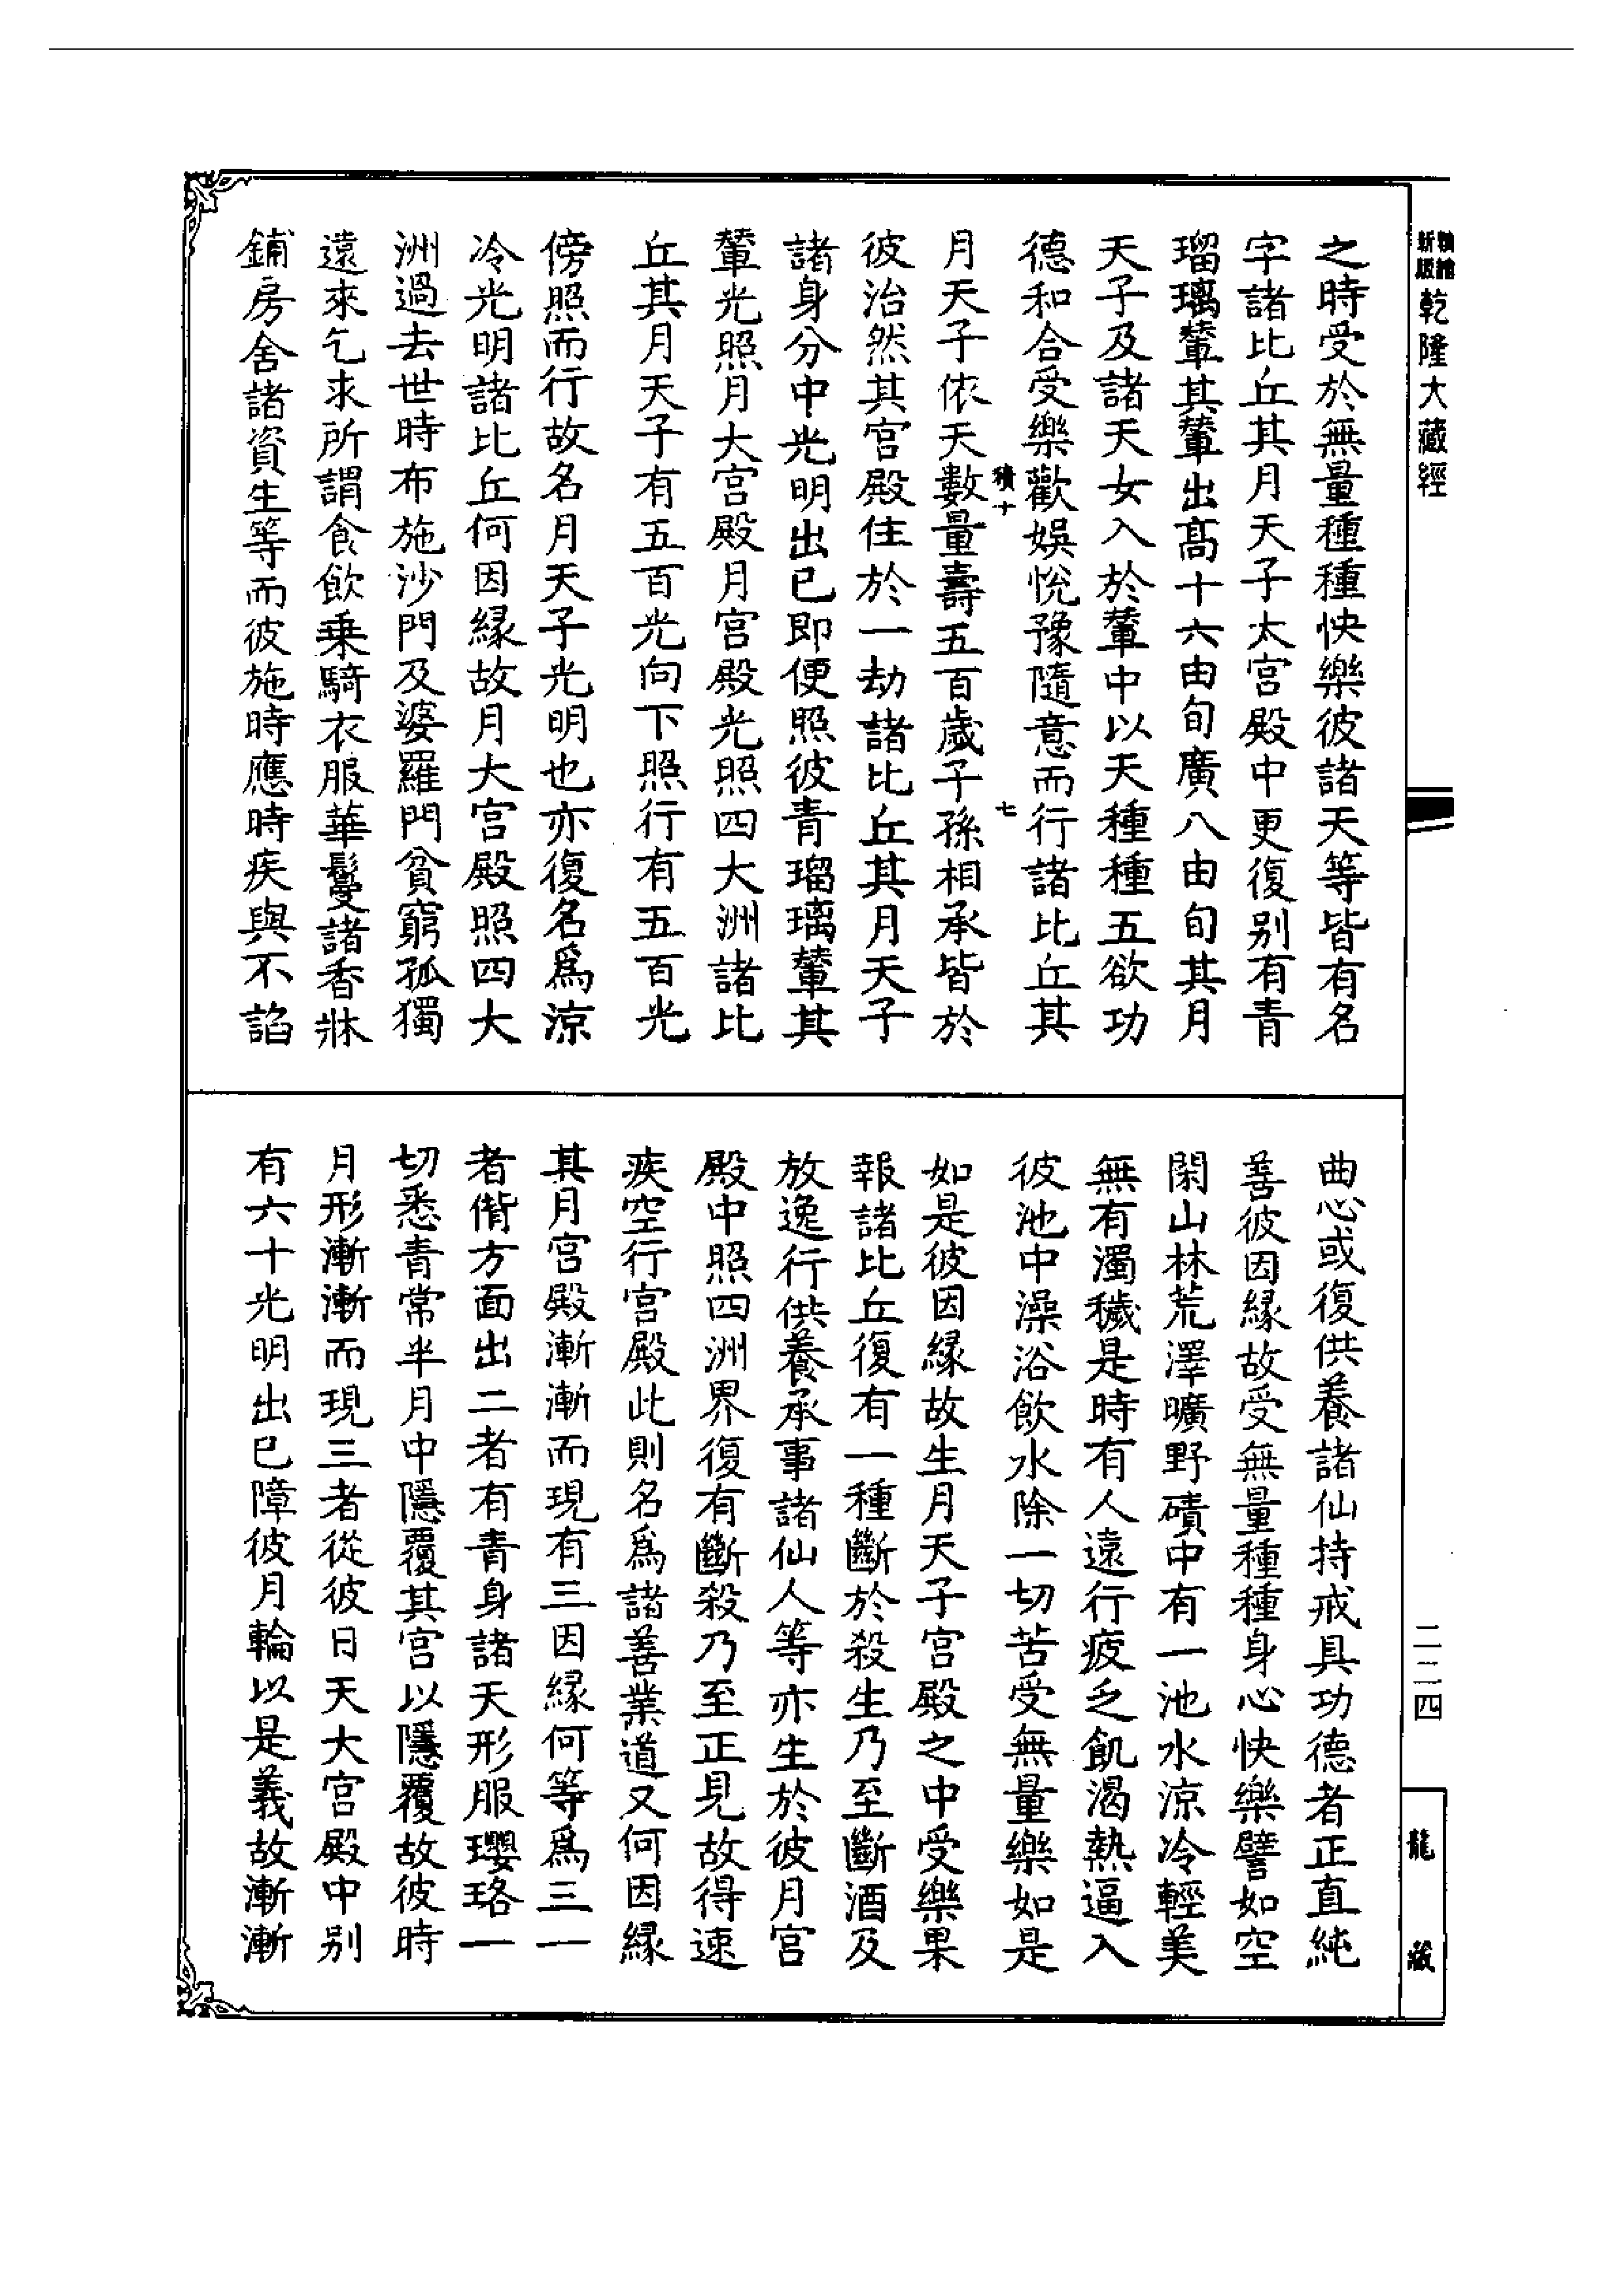 乾隆大藏經
之時受於無量種種快樂彼諸天等皆有名
字諸比丘其月天子太宮殿中更復别有青
瑠璃輦其輦出高十六由旬廣八由旬其月
天子及諸天女入於輦中以天種種五欲功
德和合受樂歡娛悅豫隨意而行諸比丘其
積十 七
月天子依天數量壽五百歲子孫相承皆於
彼治然其宮殿住於一劫諸比丘其月天子
諸身分中光明出已即便照彼青瑠璃輦其
輦光照月大宮殿月宮殿光照四大洲諸比
丘其月天子有五百光向下照行有五百光
傍照而行故名月天子光明也亦復名爲涼
冷光明諸比丘何因緣故月大宮殿照四大
洲過去世時布施沙門及婆羅門貧窮孤獨
遠來乞求所謂食飲乗騎衣服華鬘諸香牀
鋪房舍諸資生等而彼施時應時疾與不諂
曲心或復供養諸仙持戒具功德者正直純
善彼因緣故受無量種種身心快樂譬如空
閑山林荒澤曠野磧中有一池水涼冷輕美
無有濁穢是時有人遠行疲乏飢渴熱逼入
彼池中澡浴飲水除一切苦受無量樂如是
如是彼因緣故生月天子宮殿之中受樂果
報諸比丘復有一種斷於殺生乃至斷酒及
放逸行供養承事諸仙人等亦生於彼月宮
殿中照四洲界復有斷殺乃至正見故得速
疾空行宮殿此則名爲諸善業道又何因緣
其月宮殿漸漸而現有三因緣何等爲三一
者偝方面出二者有青身諸天形服瓔珞一
切悉青常半月中隱覆其宮以隱覆故彼時
月形漸漸而現三者從彼日天大宮殿中别
有六十光明出已障彼月輪以是義故漸漸
二二四
龍藏